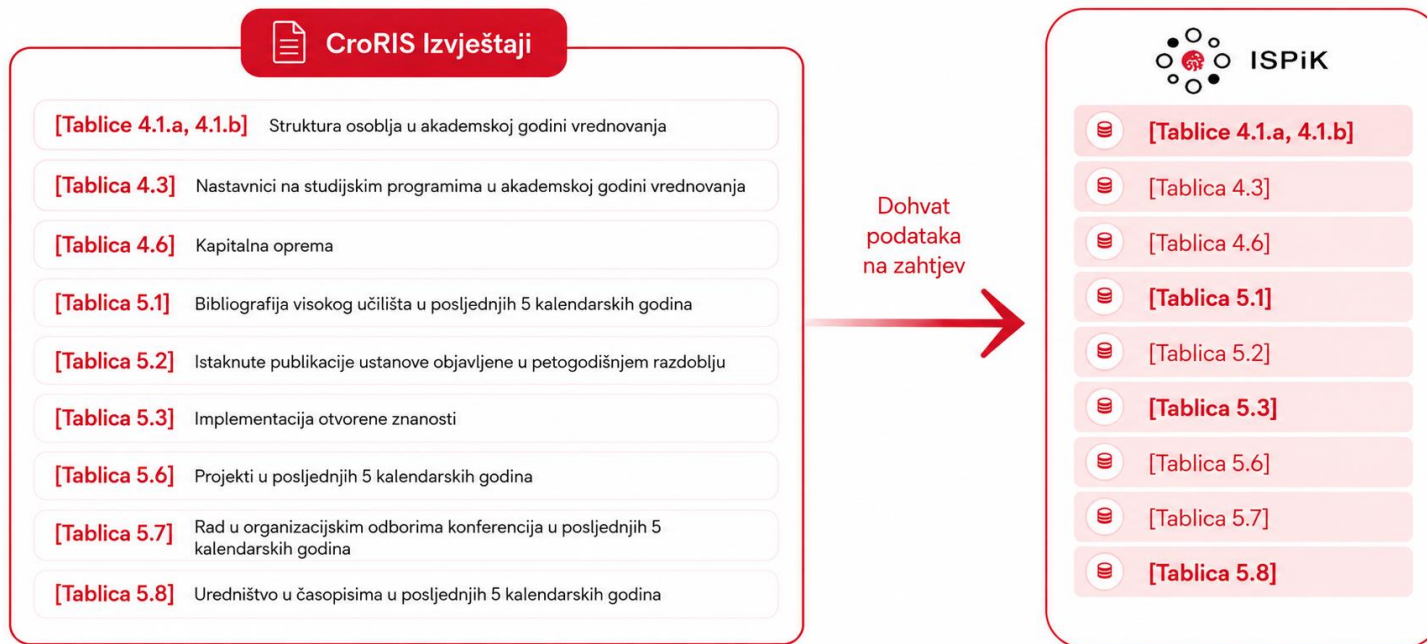 CroRIS Izvještaji
[Tablice 4.1.a, 4.1.b] Struktura osoblja u akademskoj godini vrednovanja
[Tablica 4.3] Nastavnici na studijskim programima u akademskoj godini vrednovanja
[Tablica 4.6] Kapitalna oprema
[Tablica 5.1] Bibliografija visokog učilišta u posljednjih 5 kalendarskih godina
[Tablica 5.2] Istaknute publikacije ustanove objavljene u petogodišnjem razdoblju
[Tablica 5.3] Implementacija otvorene znanosti
[Tablica 5.6] Projekti u posljednjih 5 kalendarskih godina
[Tablica 5.7] Rad u organizacijskim odborima konferencija u posljednjih 5
kalendarskih godina
[Tablica 5.8] Uredništvo u časopisima u posljednjih 5 kalendarskih godina
Dohvat
podataka
na zahtjev
ISPiK
[Tablice 4.1.a, 4.1.b]
[Tablica 4.3]
[Tablica 4.6]
[Tablica 5.1]
[Tablica 5.2]
[Tablica 5.3]
[Tablica 5.6]
[Tablica 5.7]
[Tablica 5.8]